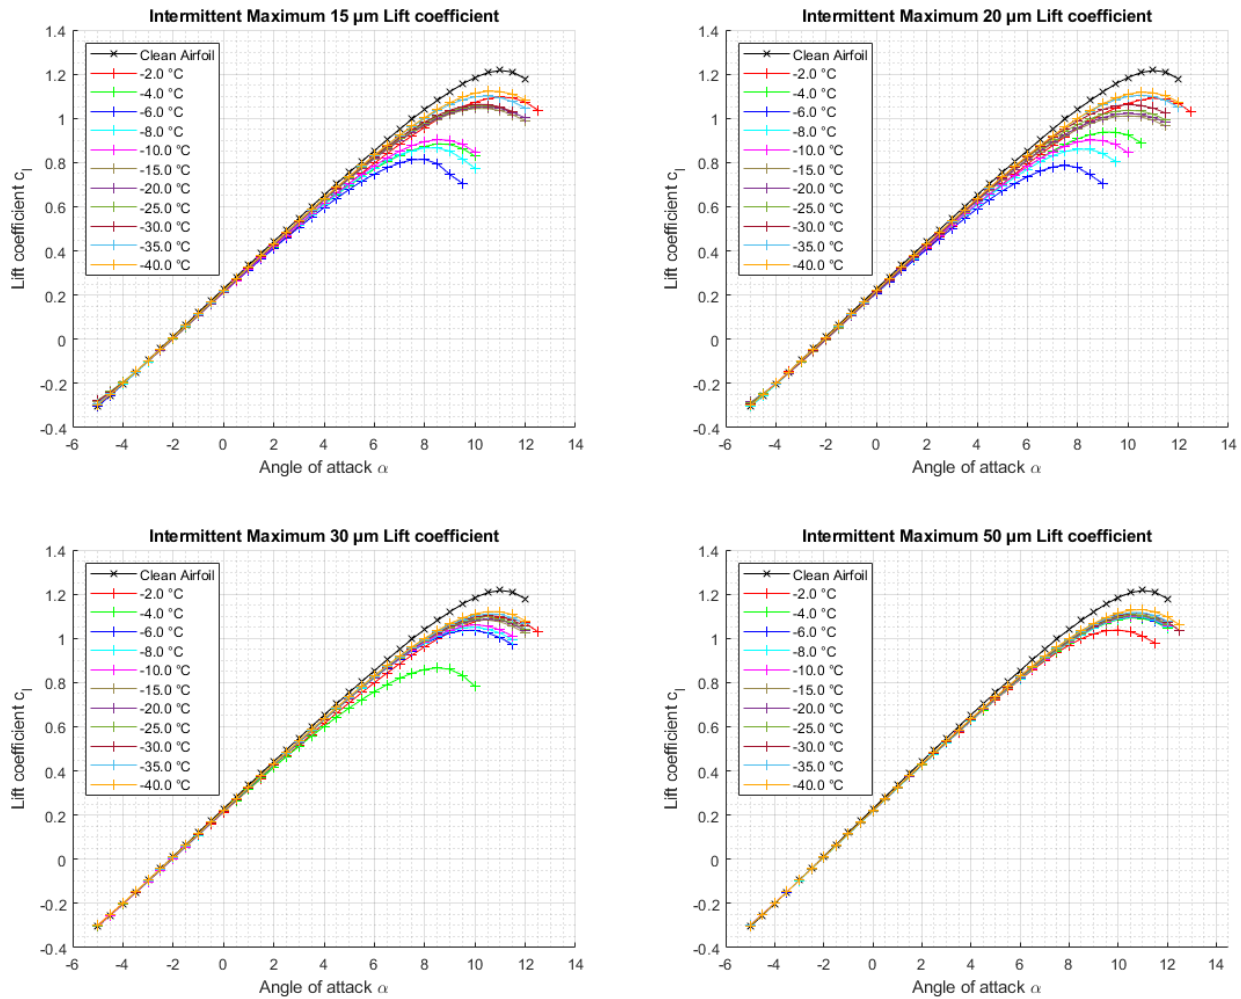 Intermittent Maximum 15 µm Lift coefficient
1.4
1.2
1
0.8
0.6
0.4
0.2
0
-0.2
-0.4
Lift coefficient c_l
Clean Airfoil
-2.0 °C
-4.0 °C
-6.0 °C
-8.0 °C
-10.0 °C
-15.0 °C
-20.0 °C
-25.0 °C
-30.0 °C
-35.0 °C
-40.0 °C
-6 -4 -2 0 2 4 6 8 10 12 14
Angle of attack α
Intermittent Maximum 20 µm Lift coefficient
1.4
1.2
1
0.8
0.6
0.4
0.2
0
-0.2
-0.4
Lift coefficient c_l
Clean Airfoil
-2.0 °C
-4.0 °C
-6.0 °C
-8.0 °C
-10.0 °C
-15.0 °C
-20.0 °C
-25.0 °C
-30.0 °C
-35.0 °C
-40.0 °C
-6 -4 -2 0 2 4 6 8 10 12 14
Angle of attack α
Intermittent Maximum 30 µm Lift coefficient
1.4
1.2
1
0.8
0.6
0.4
0.2
0
-0.2
-0.4
Lift coefficient c_l
Clean Airfoil
-2.0 °C
-4.0 °C
-6.0 °C
-8.0 °C
-10.0 °C
-15.0 °C
-20.0 °C
-25.0 °C
-30.0 °C
-35.0 °C
-40.0 °C
-6 -4 -2 0 2 4 6 8 10 12 14
Angle of attack α
Intermittent Maximum 50 µm Lift coefficient
1.4
1.2
1
0.8
0.6
0.4
0.2
0
-0.2
-0.4
Lift coefficient c_l
Clean Airfoil
-2.0 °C
-4.0 °C
-6.0 °C
-8.0 °C
-10.0 °C
-15.0 °C
-20.0 °C
-25.0 °C
-30.0 °C
-35.0 °C
-40.0 °C
-6 -4 -2 0 2 4 6 8 10 12 14
Angle of attack α